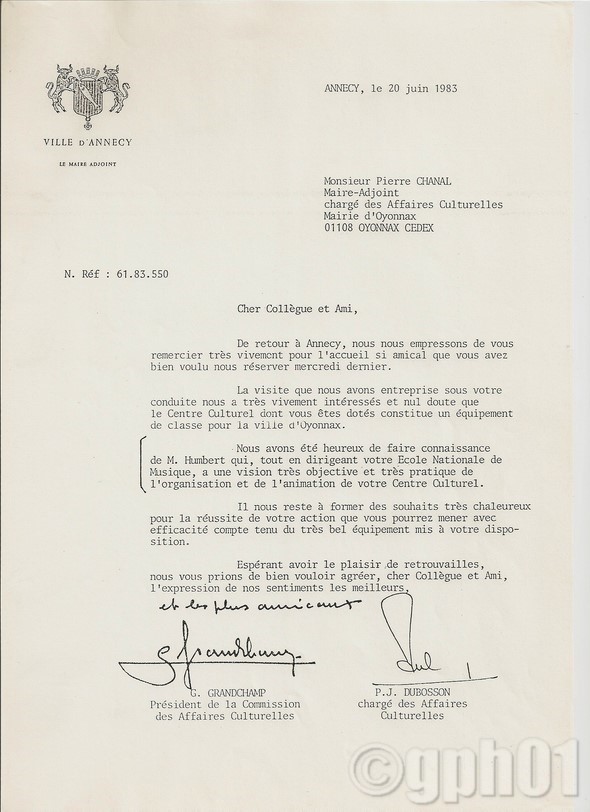 ANNECY, le 20 juin 1983
VILLE D'ANNECY
LE MAIRE ADJOINT
Monsieur Pierre CHANAL
Maire-Adjoint
chargé des Affaires Culturelles
Mairie d'Oyonnax
01108 OYONNAX CEDEX
N. Réf : 61.83.550
Cher Collègue et Ami,
De retour à Annecy, nous nous empressons de vous
remercier très vivement pour l'accueil si amical que vous avez
bien voulu nous réserver mercredi dernier.
La visite que nous avons entreprise sous votre
conduite nous a très vivement intéressés et nul doute que
le Centre Culturel dont vous êtes dotés constitue un équipement
de classe pour la ville d'Oyonnax.
Nous avons été heureux de faire connaissance
de M. Humbert qui, tout en dirigeant votre Ecole Nationale de
Musique, a une vision très objective et très pratique de
l'organisation et de l'animation de votre Centre Culturel.
Il nous reste à former des souhaits très chaleureux
pour la réussite de votre action que vous pourrez mener avec
efficacité compte tenu du très bel équipement mis à votre dispo-
sition.
Espérant avoir le plaisir de retrouvailles,
nous vous prions de bien vouloir agréer, cher Collègue et Ami,
l'expression de nos sentiments les meilleurs,
et les plus amicaux
GGrandchamp
G. GRANDCHAMP
Président de la Commission
des Affaires Culturelles
P.J. DUBOSSON
chargé des Affaires
Culturelles
©gph01